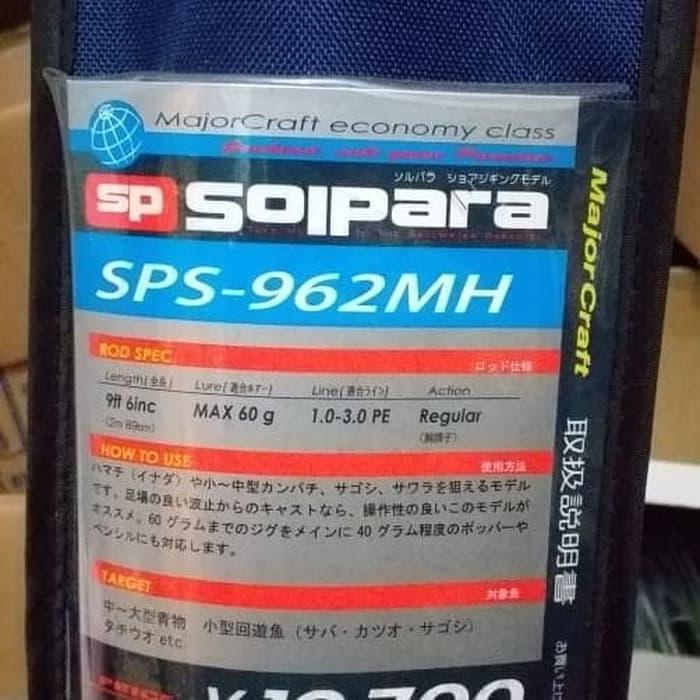 MajorCraft economy class
ソルパラ ショアジギングモデル
sp solpara
SPS-962MH
ROD SPEC
ロッド仕様
Length(全長) Lure(適合ルアー) Line(適合ライン) Action
9ft 6inc MAX 60 g 1.0-3.0 PE Regular
(2m 89cm) (胴調子)
HOW TO USE
使用方法
ハマチ(イナダ)や小〜中型カンパチ、サゴシ、サワラを狙えるモデル
です。足場の良い波止からのキャストなら、操作性の良いこのモデルが
オススメ。60 グラムまでのジグをメインに 40 グラム程度のポッパーや
ペンシルにも対応します。
TARGET
対象魚
中〜大型青物 小型回遊魚(サバ・カツオ・サゴシ)
タチウオ etc
MajorCraft
取扱説明書
お買い上